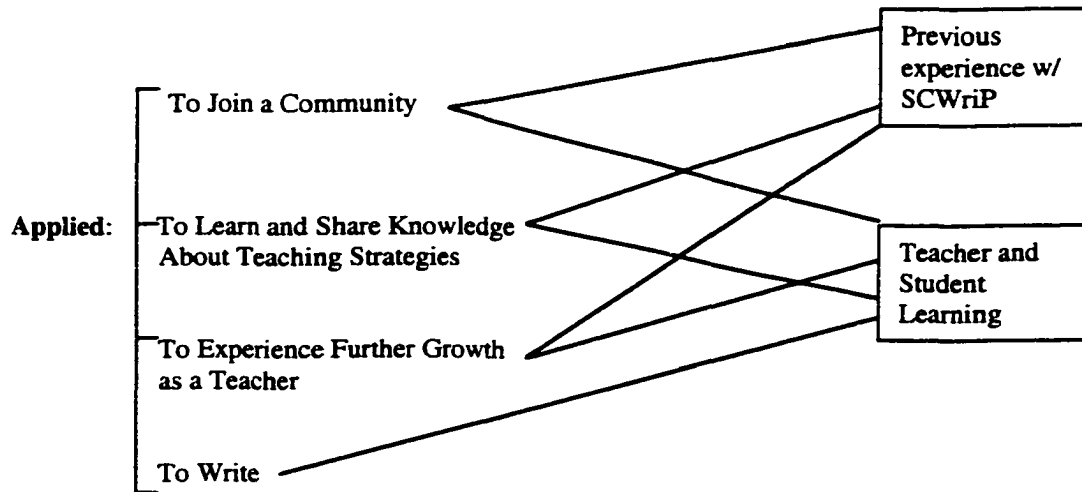 Previous
experience w/
SCWriP
To Join a Community
Applied:
To Learn and Share Knowledge
About Teaching Strategies
Teacher and
Student
Learning
To Experience Further Growth
as a Teacher
To Write